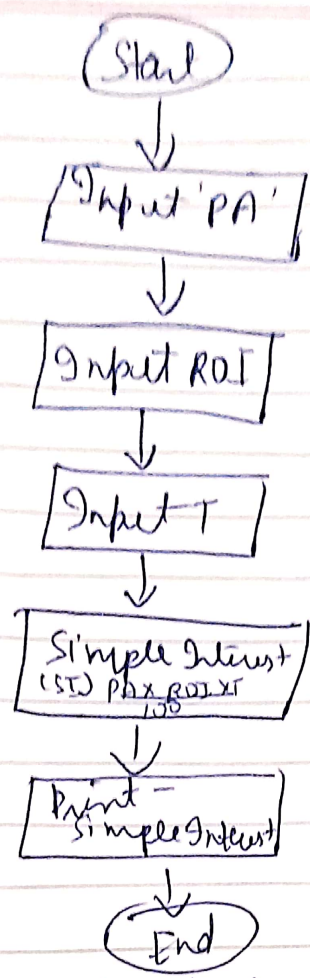 Start
Input 'PA'
Input ROI
Input T
Simple Interest
(SI) PA x ROI x T
100
Print -
Simple Interest
End